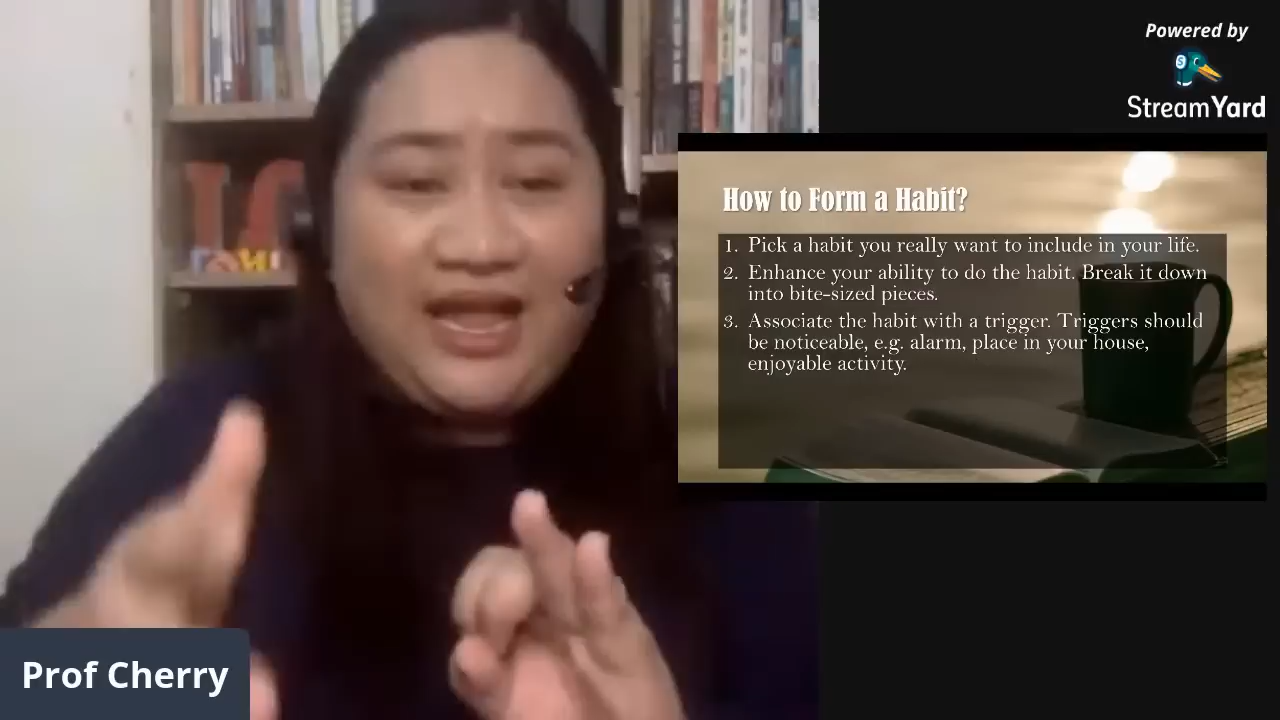 Powered by
StreamYard
How to Form a Habit?
1. Pick a habit you really want to include in your life.
2. Enhance your ability to do the habit. Break it down
into bite-sized pieces.
3. Associate the habit with a trigger. Triggers should
be noticeable, e.g. alarm, place in your house,
enjoyable activity.
Prof Cherry